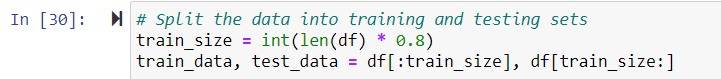 In [30]: # Split the data into training and testing sets
train_size = int(len(df) * 0.8)
train_data, test_data = df[:train_size], df[train_size:]